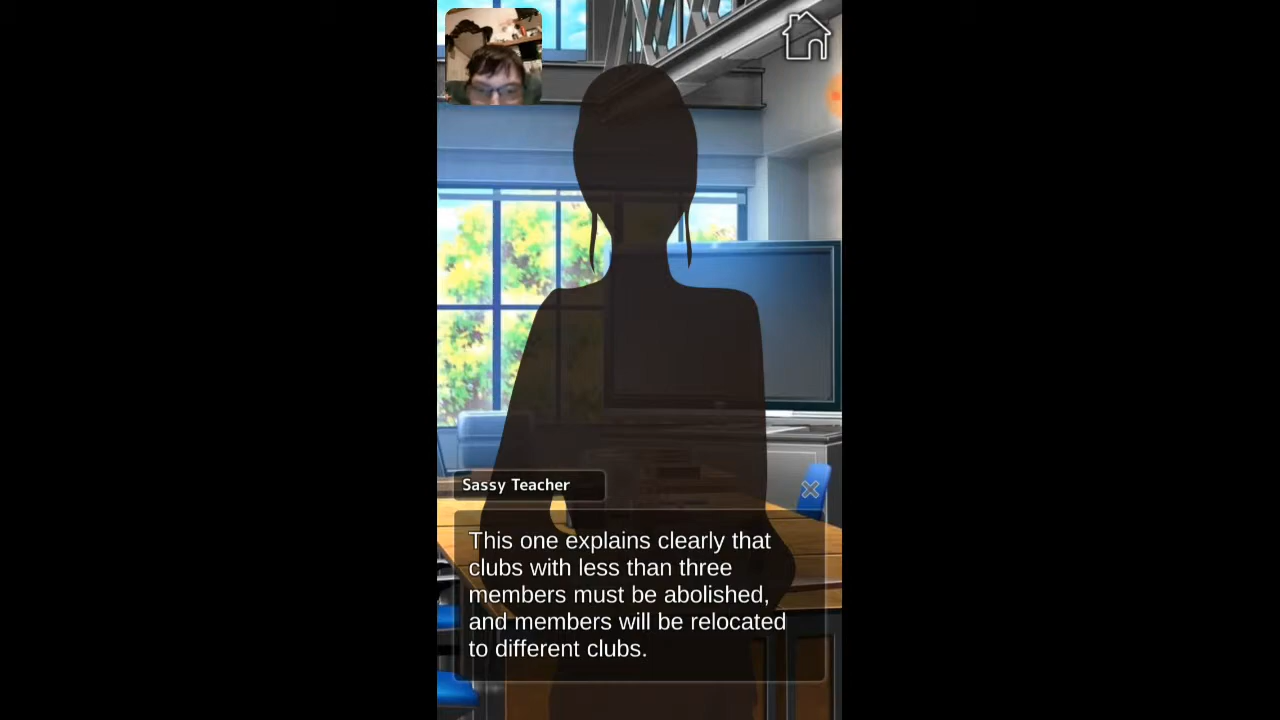 Sassy Teacher
This one explains clearly that
clubs with less than three
members must be abolished,
and members will be relocated
to different clubs.